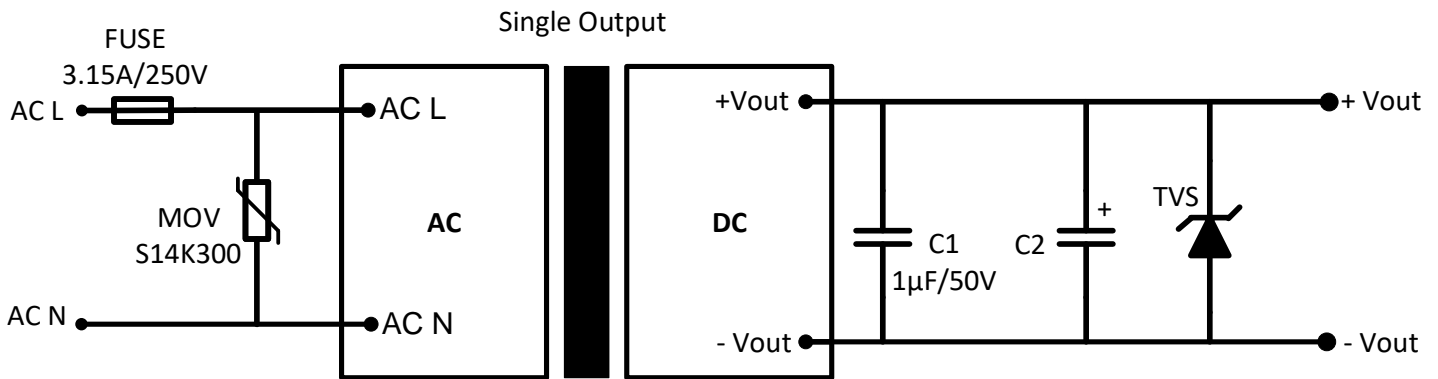 Single Output
FUSE
3.15A/250V
AC L
AC L
+Vout
+ Vout
MOV
S14K300
AC
DC
C1
1µF/50V
C2
+
TVS
AC N
AC N
- Vout
- Vout